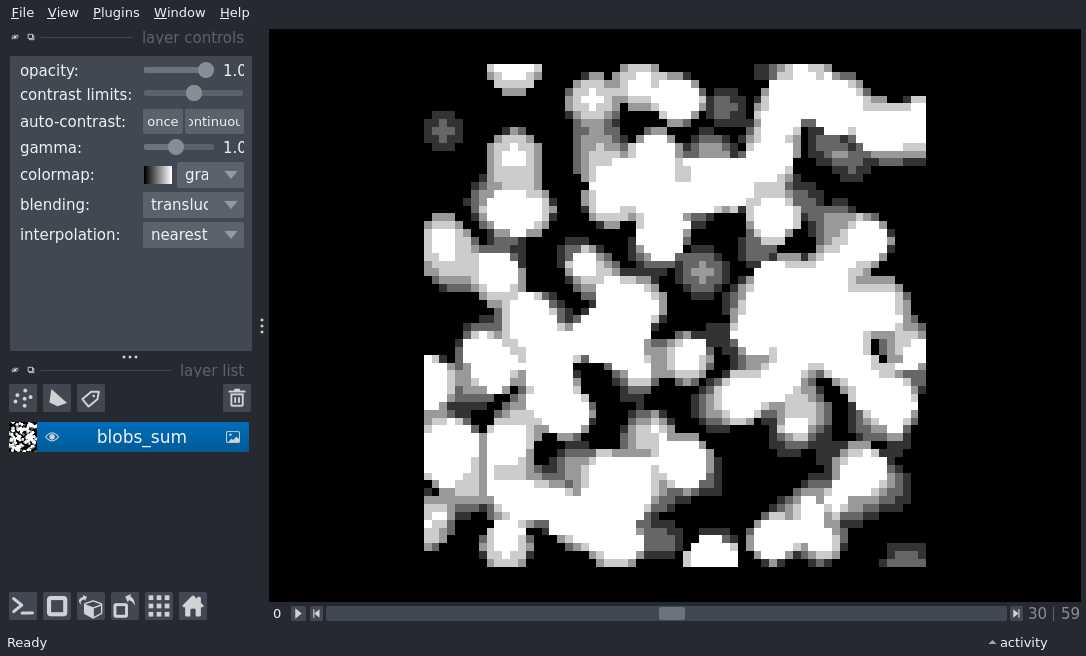 File View Plugins Window Help
layer controls
opacity: 1.0
contrast limits:
auto-contrast: once ontinuou
gamma: 1.0
colormap: gra
blending: transluc
interpolation: nearest
layer list
blobs_sum
0 30 | 59
Ready activity